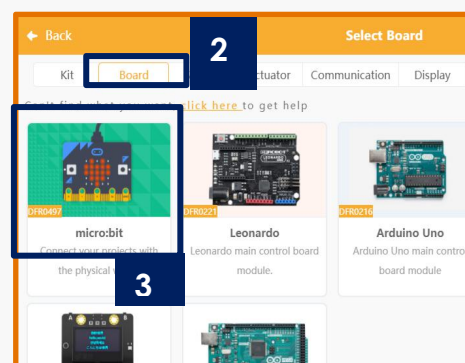 Back
Select Board
2
Kit
Board
Communication
Display
click here to get help
DFR0497
DFR0221
DFR0216
micro:bit
Leonardo
Arduino Uno
Connect your projects with
the physical
Leonardo main control board
module.
Arduino Uno main contro
board module
3